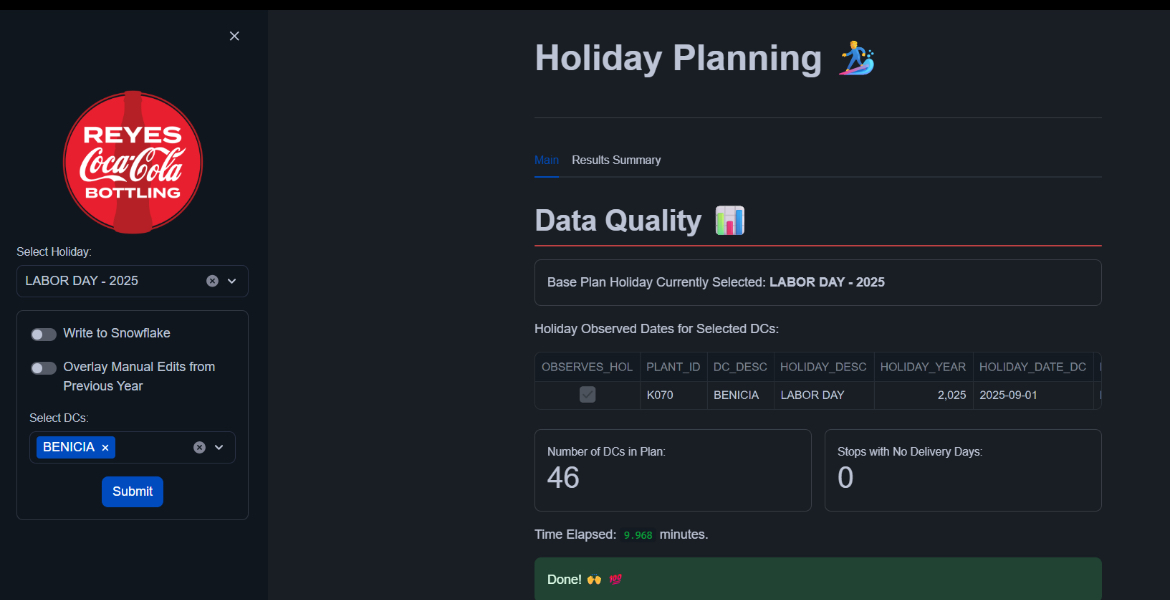 REYES
Coca-Cola
BOTTLING
Select Holiday:
LABOR DAY - 2025
Write to Snowflake
Overlay Manual Edits from
Previous Year
Select DCs:
BENICIA ×
Submit
Holiday Planning 🏄
Main Results Summary
Data Quality 📊
Base Plan Holiday Currently Selected: LABOR DAY - 2025
Holiday Observed Dates for Selected DCs:
OBSERVES_HOL PLANT_ID DC_DESC HOLIDAY_DESC HOLIDAY_YEAR HOLIDAY_DATE_DC
K070 BENICIA LABOR DAY 2,025 2025-09-01
Number of DCs in Plan:
46
Stops with No Delivery Days:
0
Time Elapsed: 9.968 minutes.
Done! 🙌 💯